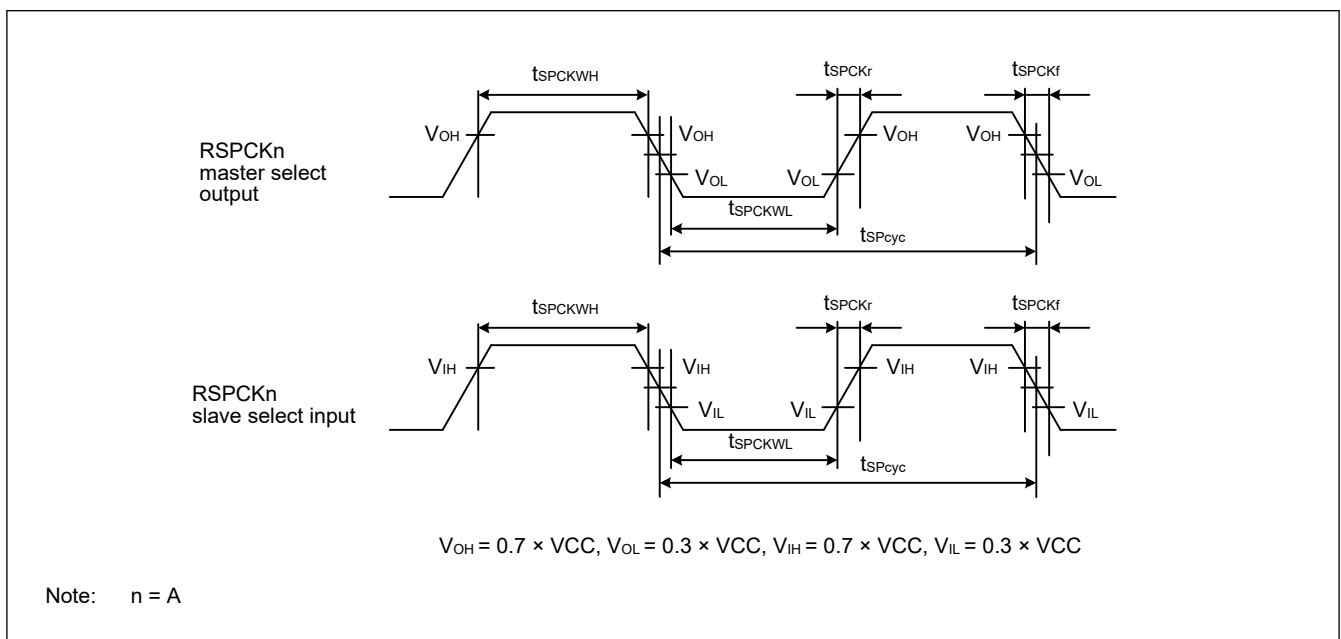 tSPCKWH
tSPCKr
tSPCKf
VOH
VOH
VOH
VOH
RSPCKn
master select
output
VOL
VOL
VOL
tSPCKWL
tSPcyc
tSPCKWH
tSPCKr
tSPCKf
VIH
VIH
VIH
VIH
RSPCKn
slave select input
VIL
VIL
VIL
tSPCKWL
tSPcyc
VOH = 0.7 × VCC, VOL = 0.3 × VCC, VIH = 0.7 × VCC, VIL = 0.3 × VCC
Note: n = A